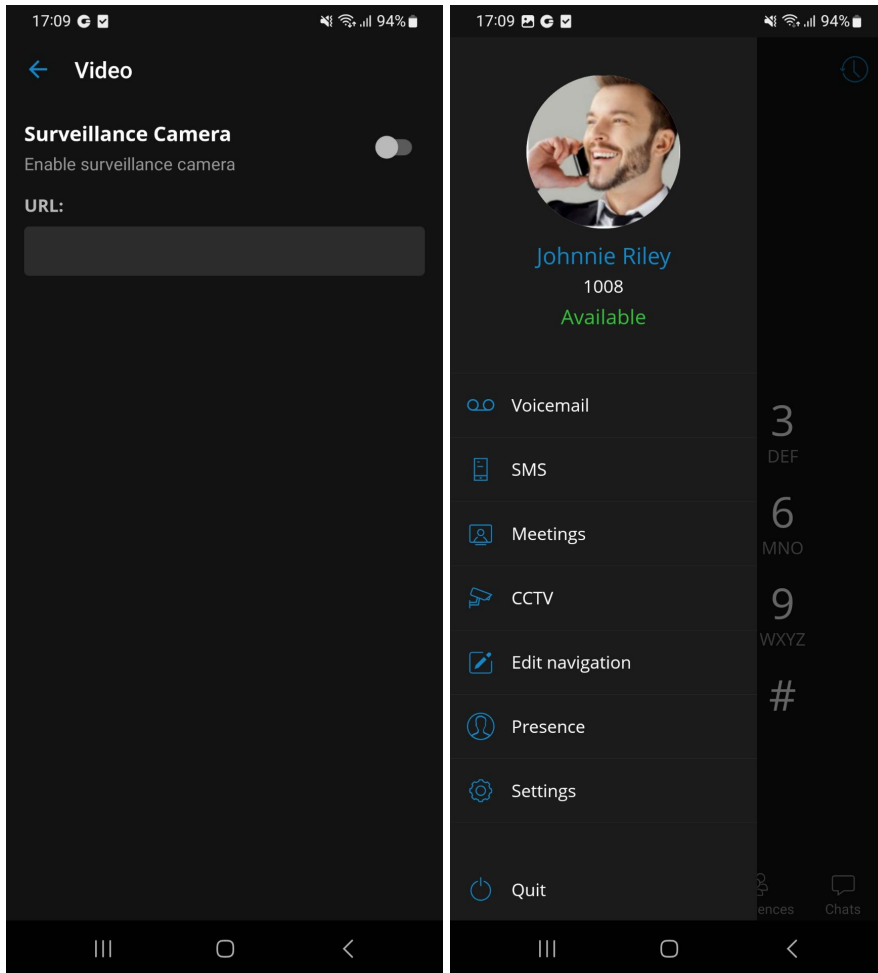 17:09
94%
Video
Surveillance Camera
Enable surveillance camera
URL:
17:09
94%
Johnnie Riley
1008
Available
Voicemail
SMS
Meetings
CCTV
Edit navigation
Presence
Settings
Quit
3
DEF
6
MNO
9
WXYZ
#
ences
Chats